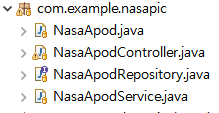 com.example.nasapic
NasaApod.java
NasaApodController.java
NasaApodRepository.java
NasaApodService.java